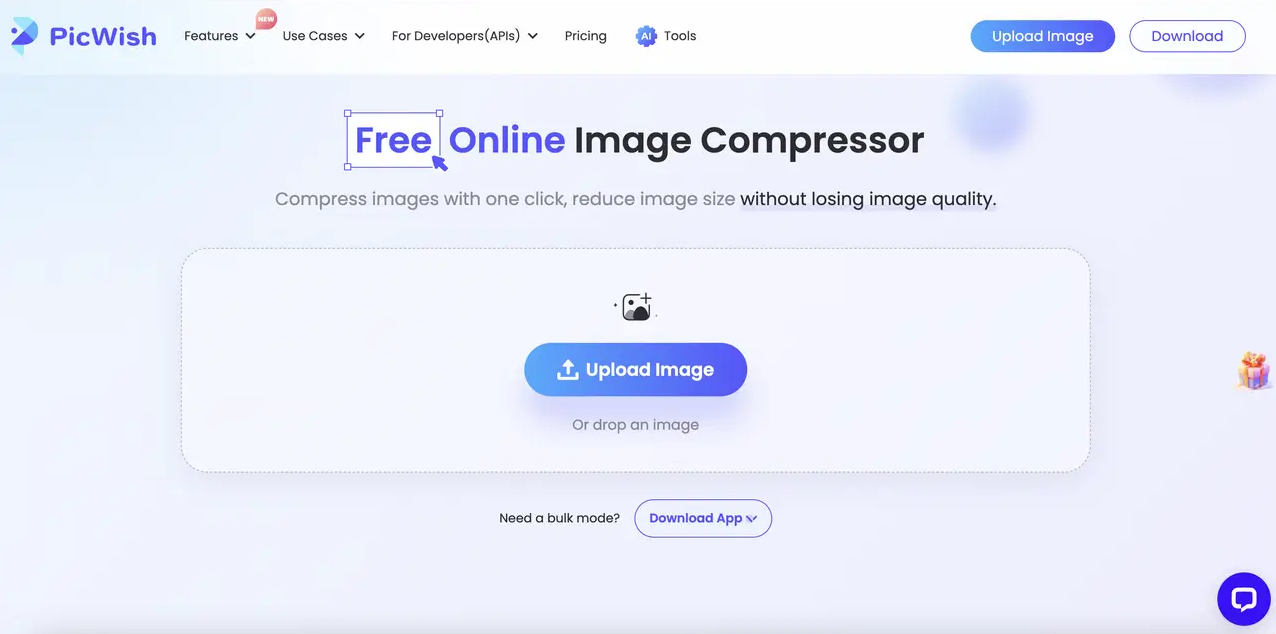 PicWish
Features NEW Use Cases For Developers(APIs) Pricing AI Tools Upload Image Download
Free Online Image Compressor
Compress images with one click, reduce image size without losing image quality.
Upload Image
Or drop an image
Need a bulk mode? Download App